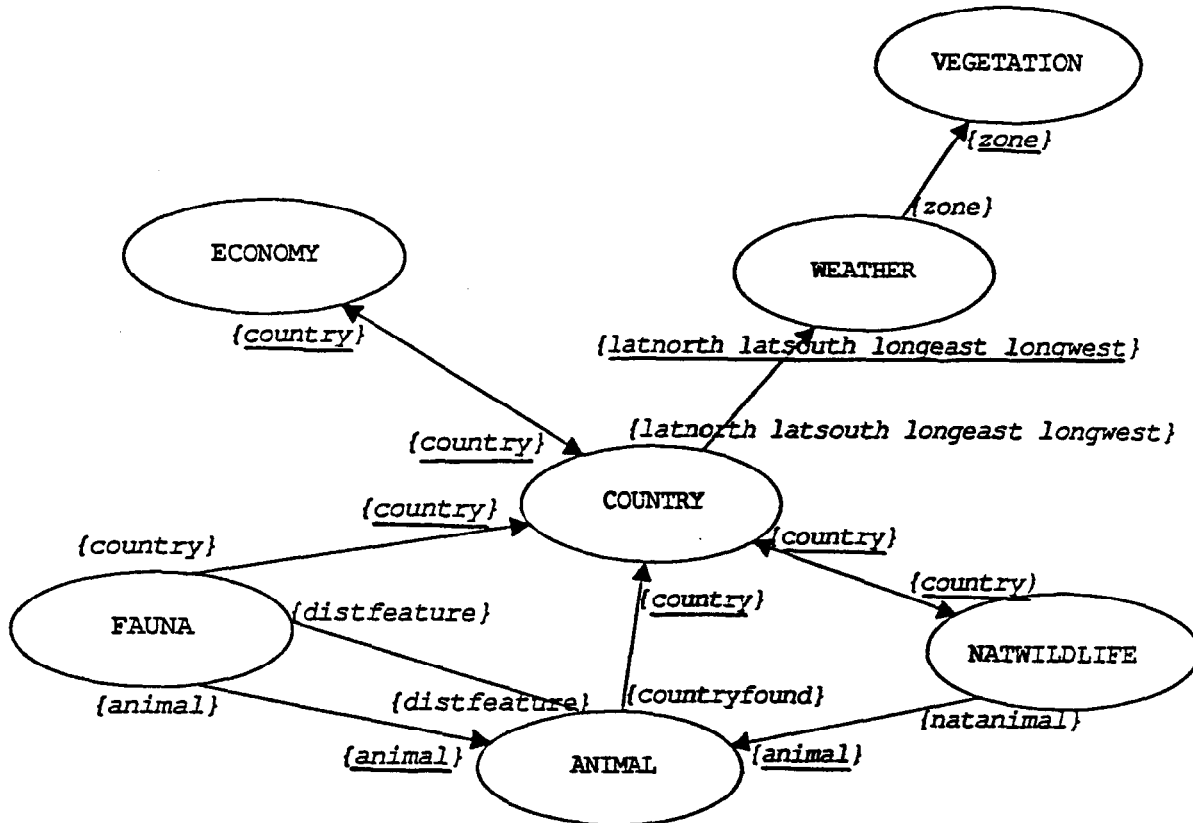 VEGETATION
{zone}
{zone}
ECONOMY
WEATHER
{country}
{latnorth latsouth longeast longwest}
{country}
{latnorth latsouth longeast longwest}
COUNTRY
{country}
{country}
{country}
{country)
{country}
FAUNA
{distfeature}
NATWILDLIFE
{animal}
{distfeature}
{countryfound}
{natanimal}
{animal}
ANIMAL
{animal}